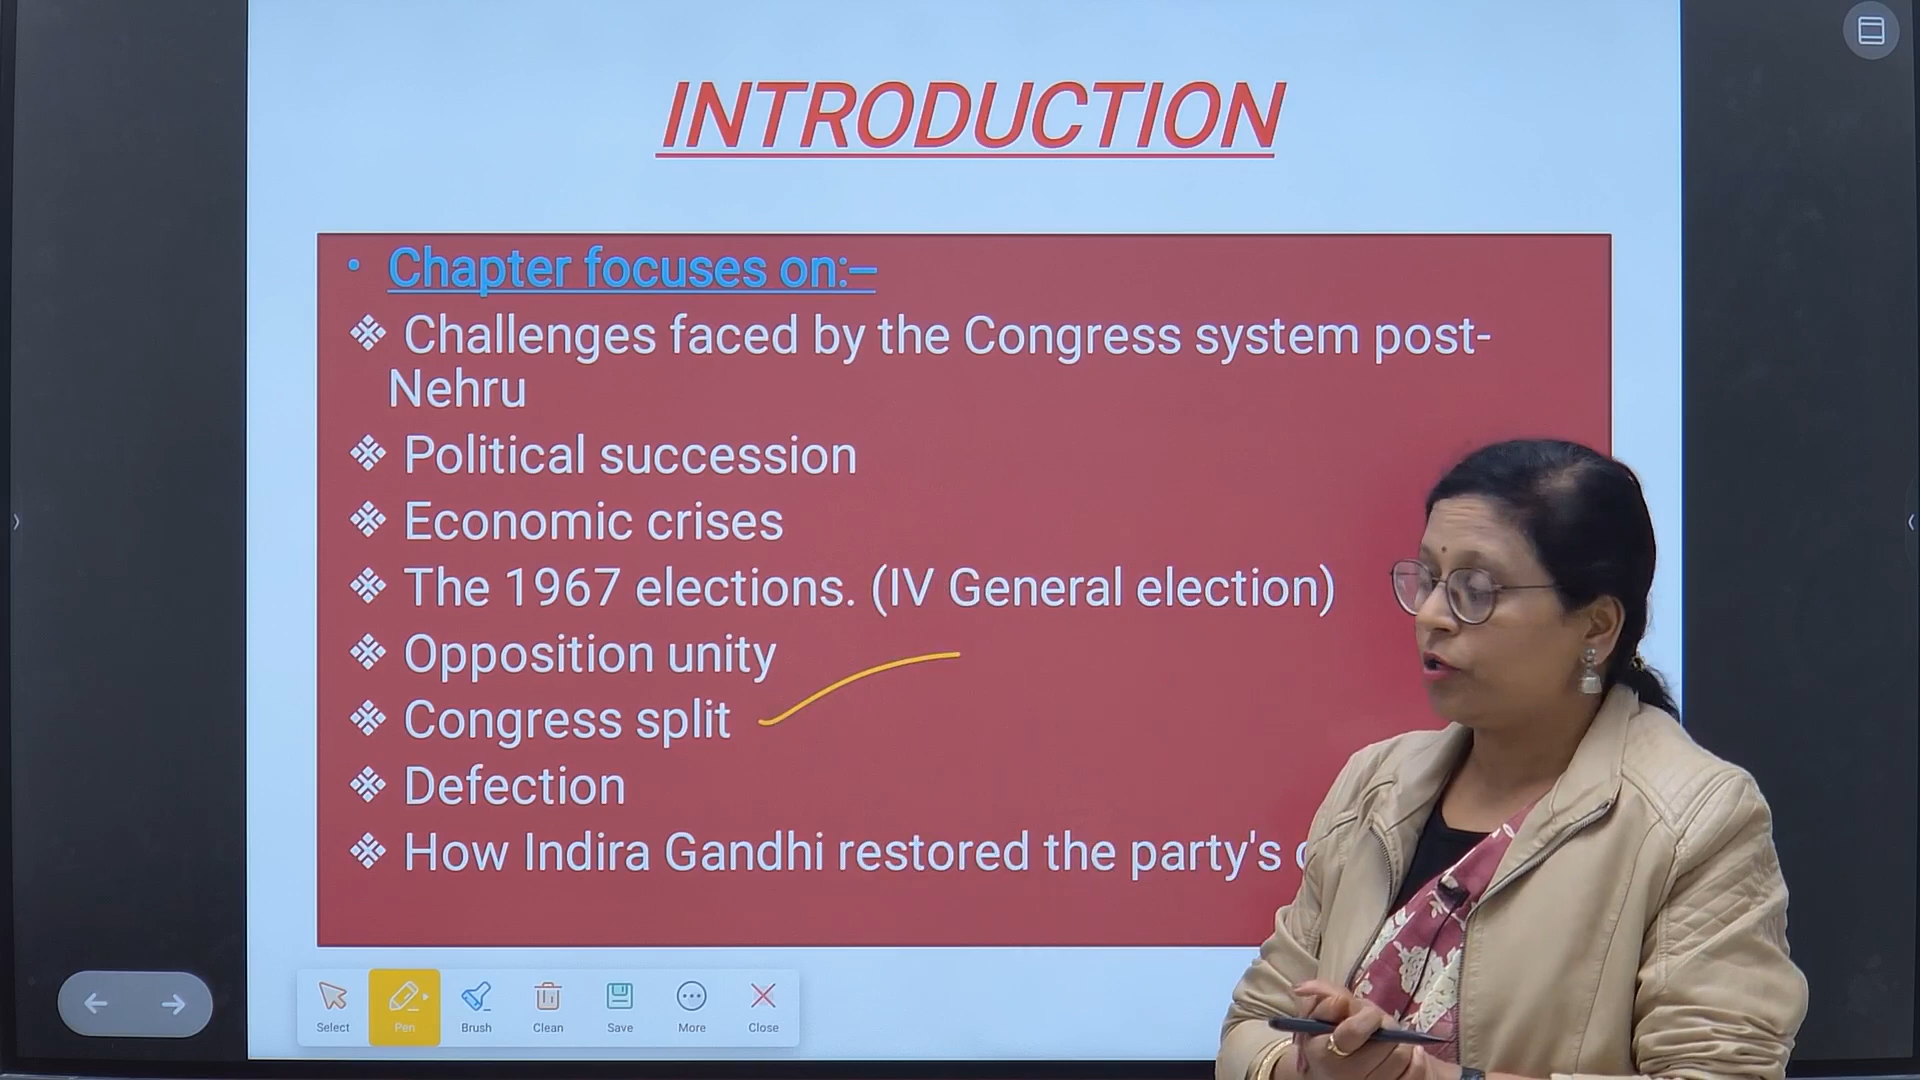 INTRODUCTION
• Chapter focuses on:–
❖ Challenges faced by the Congress system post-
Nehru
❖ Political succession
❖ Economic crises
❖ The 1967 elections. (IV General election)
❖ Opposition unity
❖ Congress split
❖ Defection
❖ How Indira Gandhi restored the party's
Select Pen Brush Clean Save More Close